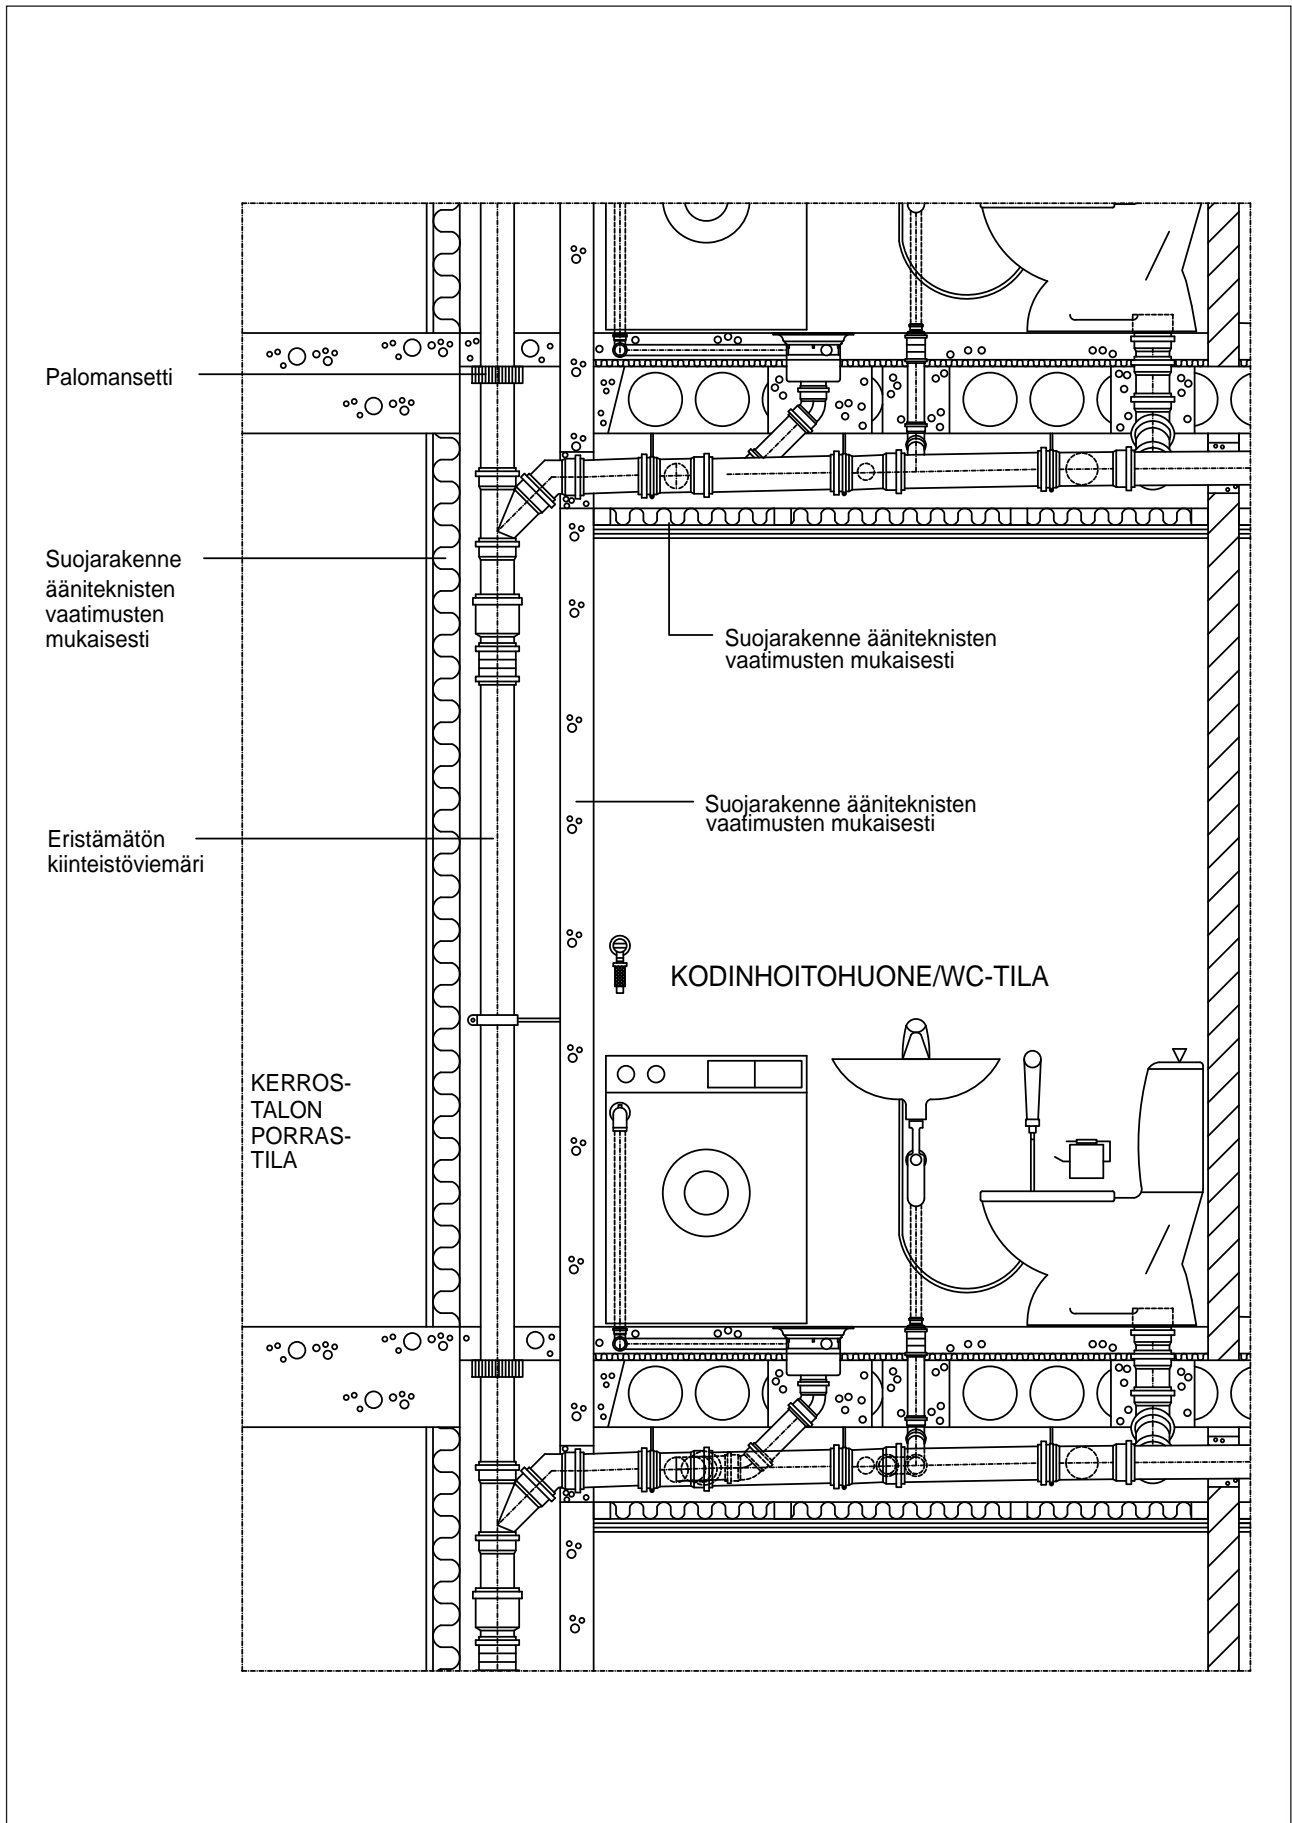 Palomansetti
Suojarakenne
ääniteknisten
vaatimusten
mukaisesti
Suojarakenne ääniteknisten
vaatimusten mukaisesti
Suojarakenne ääniteknisten
vaatimusten mukaisesti
Eristämätön
kiinteistöviemäri
KODINHOITOHUONE/WC-TILA
KERROS-
TALON
PORRAS-
TILA